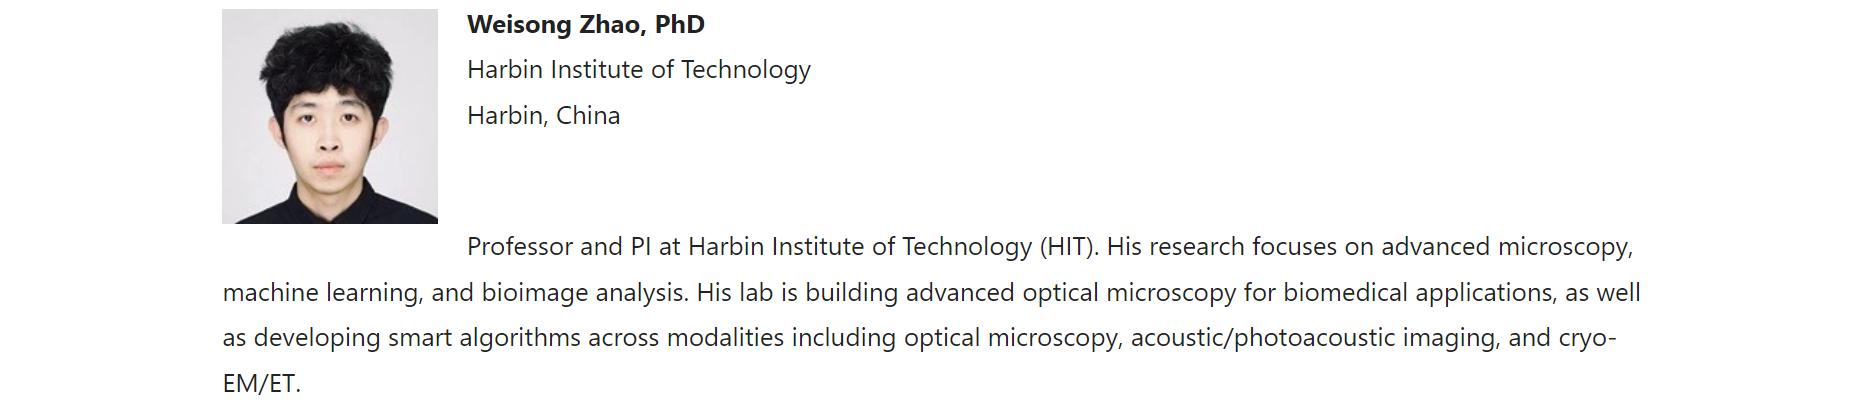 Weisong Zhao, PhD
Harbin Institute of Technology
Harbin, China
Professor and PI at Harbin Institute of Technology (HIT). His research focuses on advanced microscopy,
machine learning, and bioimage analysis. His lab is building advanced optical microscopy for biomedical applications, as well
as developing smart algorithms across modalities including optical microscopy, acoustic/photoacoustic imaging, and cryo-
EM/ET.